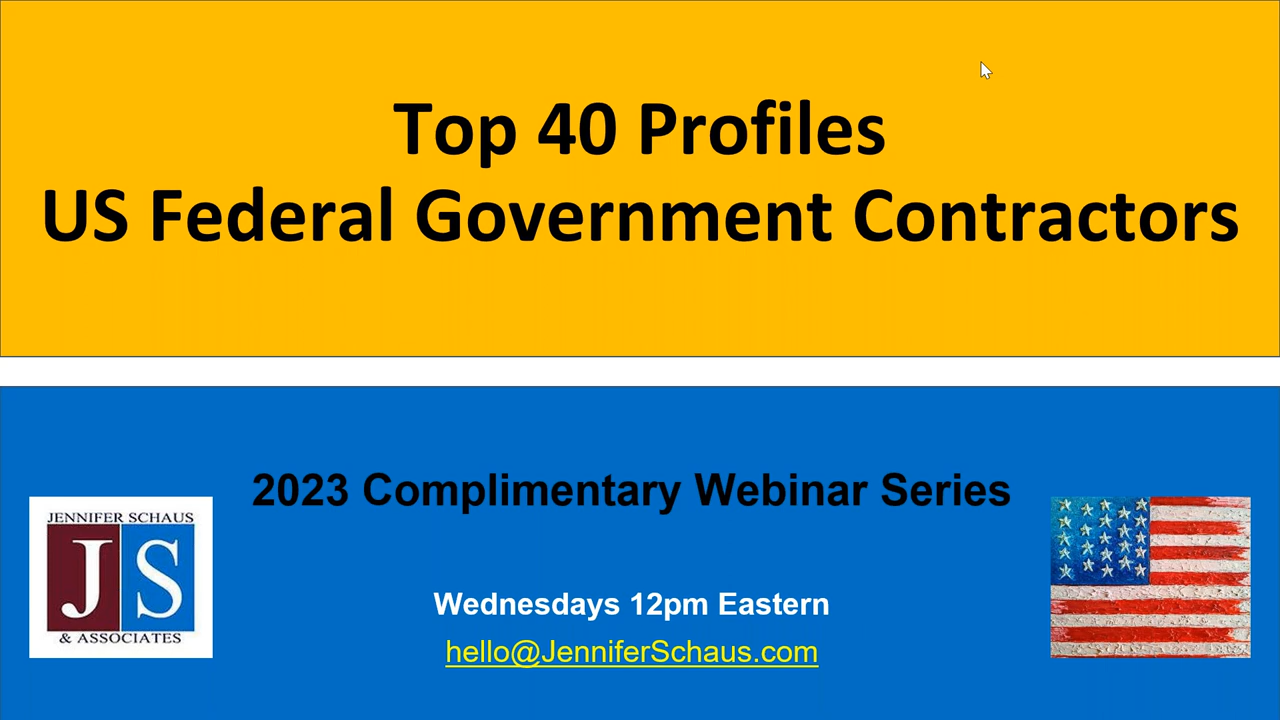 Top 40 Profiles
US Federal Government Contractors
2023 Complimentary Webinar Series
JENNIFER SCHAUS
JS
& ASSOCIATES
Wednesdays 12pm Eastern
hello@JenniferSchaus.com